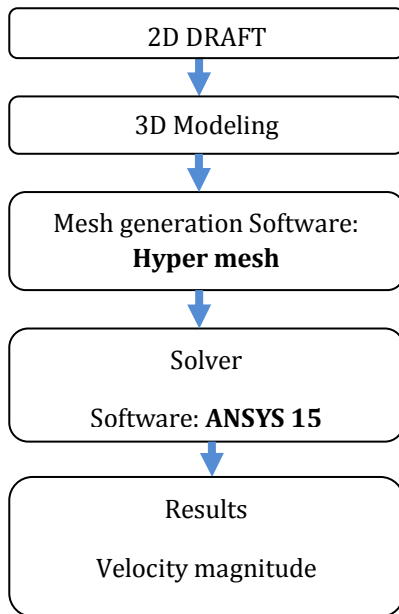 2D DRAFT
3D Modeling
Mesh generation Software:
Hyper mesh
Solver
Software: ANSYS 15
Results
Velocity magnitude